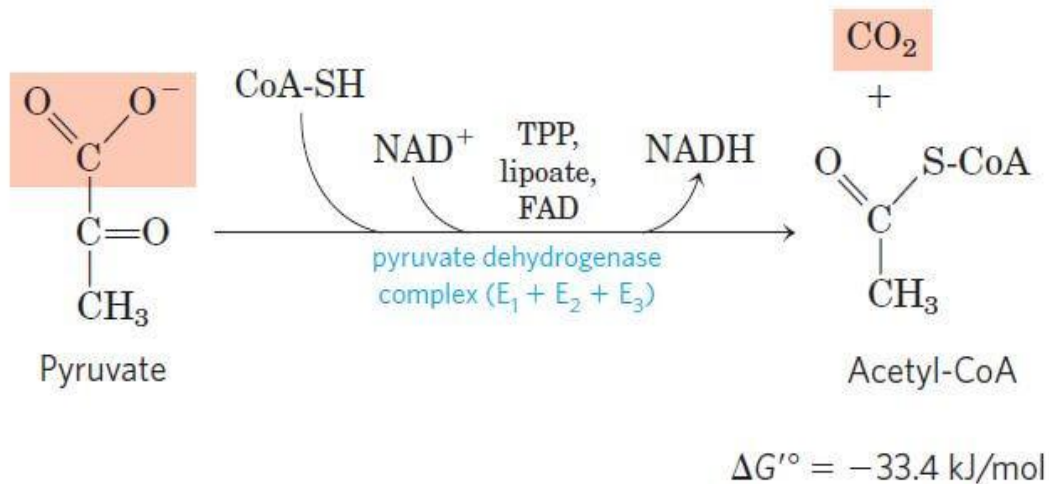 CO₂
+
O O⁻
C
C=O
CH₃
Pyruvate
CoA-SH
NAD⁺
TPP,
lipoate,
FAD
NADH
pyruvate dehydrogenase
complex (E₁ + E₂ + E₃)
O S-CoA
C
CH₃
Acetyl-CoA
ΔG′° = −33.4 kJ/mol